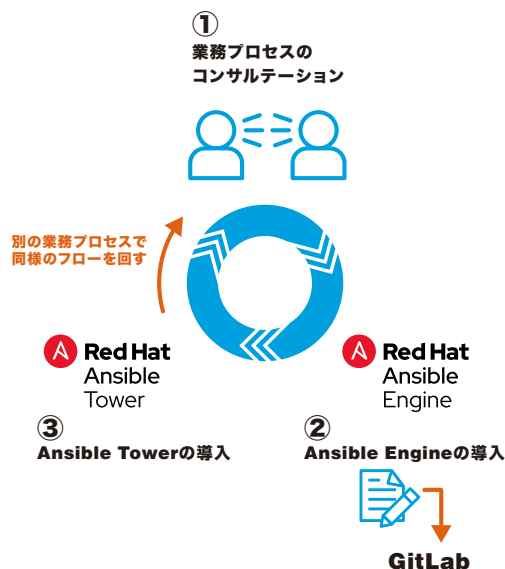 ①
業務プロセスの
コンサルテーション
別の業務プロセスで
同様のフローを回す
Red Hat
Ansible
Tower
③
Ansible Towerの導入
Red Hat
Ansible
Engine
②
Ansible Engineの導入
GitLab